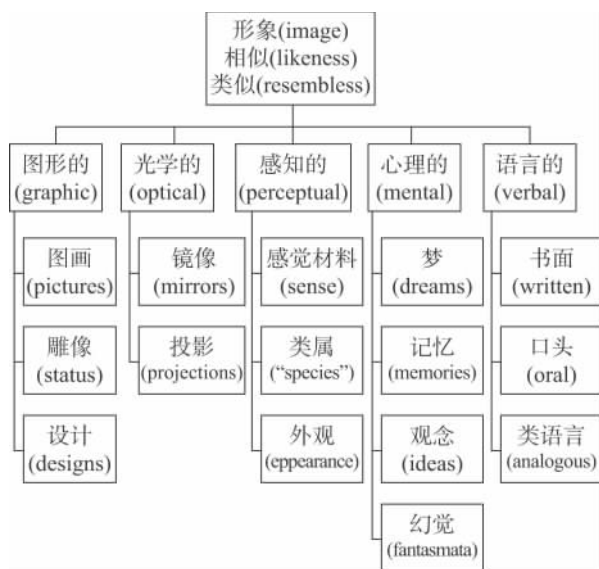 形象(image)
相似(likeness)
类似(resembless)
图形的
(graphic)
光学的
(optical)
感知的
(perceptual)
心理的
(mental)
语言的
(verbal)
图画
(pictures)
镜像
(mirrors)
感觉材料
(sense)
梦
(dreams)
书面
(written)
雕像
(status)
投影
(projections)
类属
(“species”)
记忆
(memories)
口头
(oral)
设计
(designs)
外观
(eppearance)
观念
(ideas)
类语言
(analogous)
幻觉
(fantasmata)